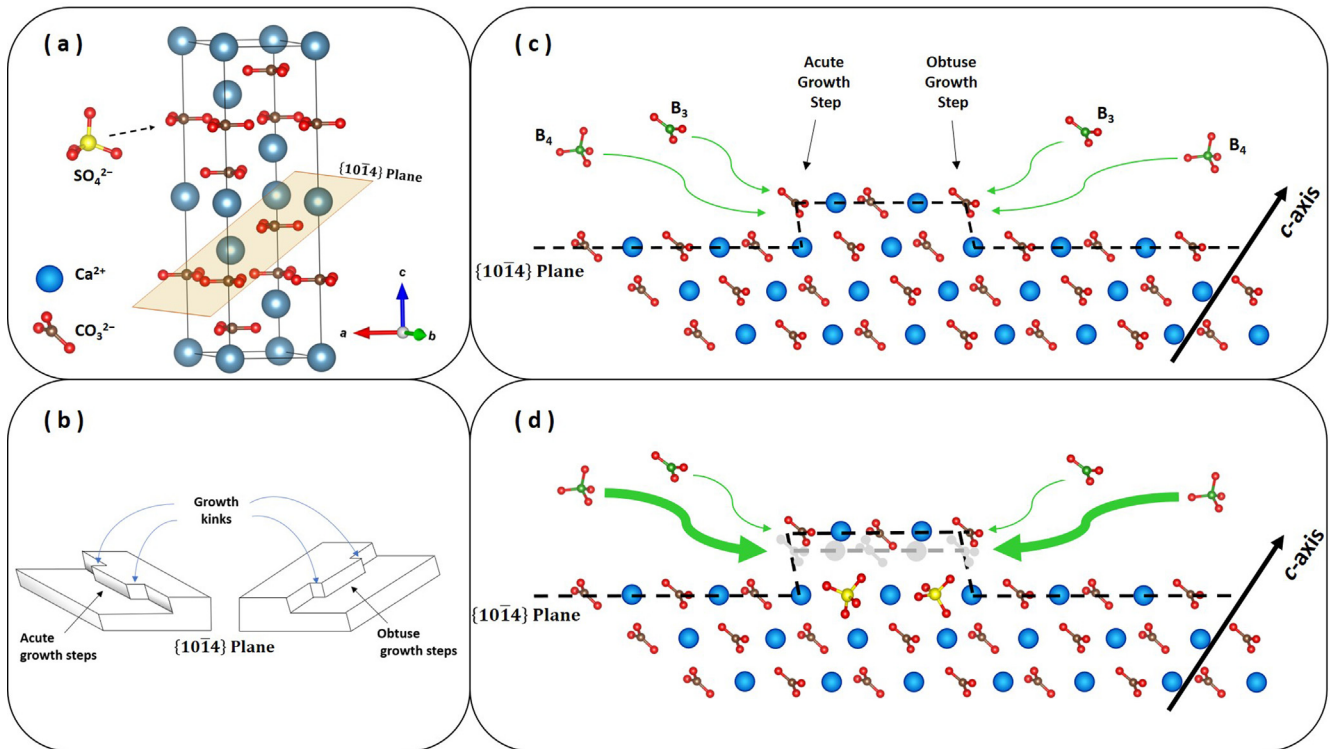 ( a )
SO₄²⁻
{101̄4} Plane
Ca²⁺
CO₃²⁻
c
a
b
( b )
Growth
kinks
Acute
growth steps
{101̄4} Plane
Obtuse
growth steps
( c )
Acute
Growth
Step
Obtuse
Growth
Step
B₃
B₄
B₃
B₄
{101̄4} Plane
c-axis
( d )
{101̄4} Plane
c-axis